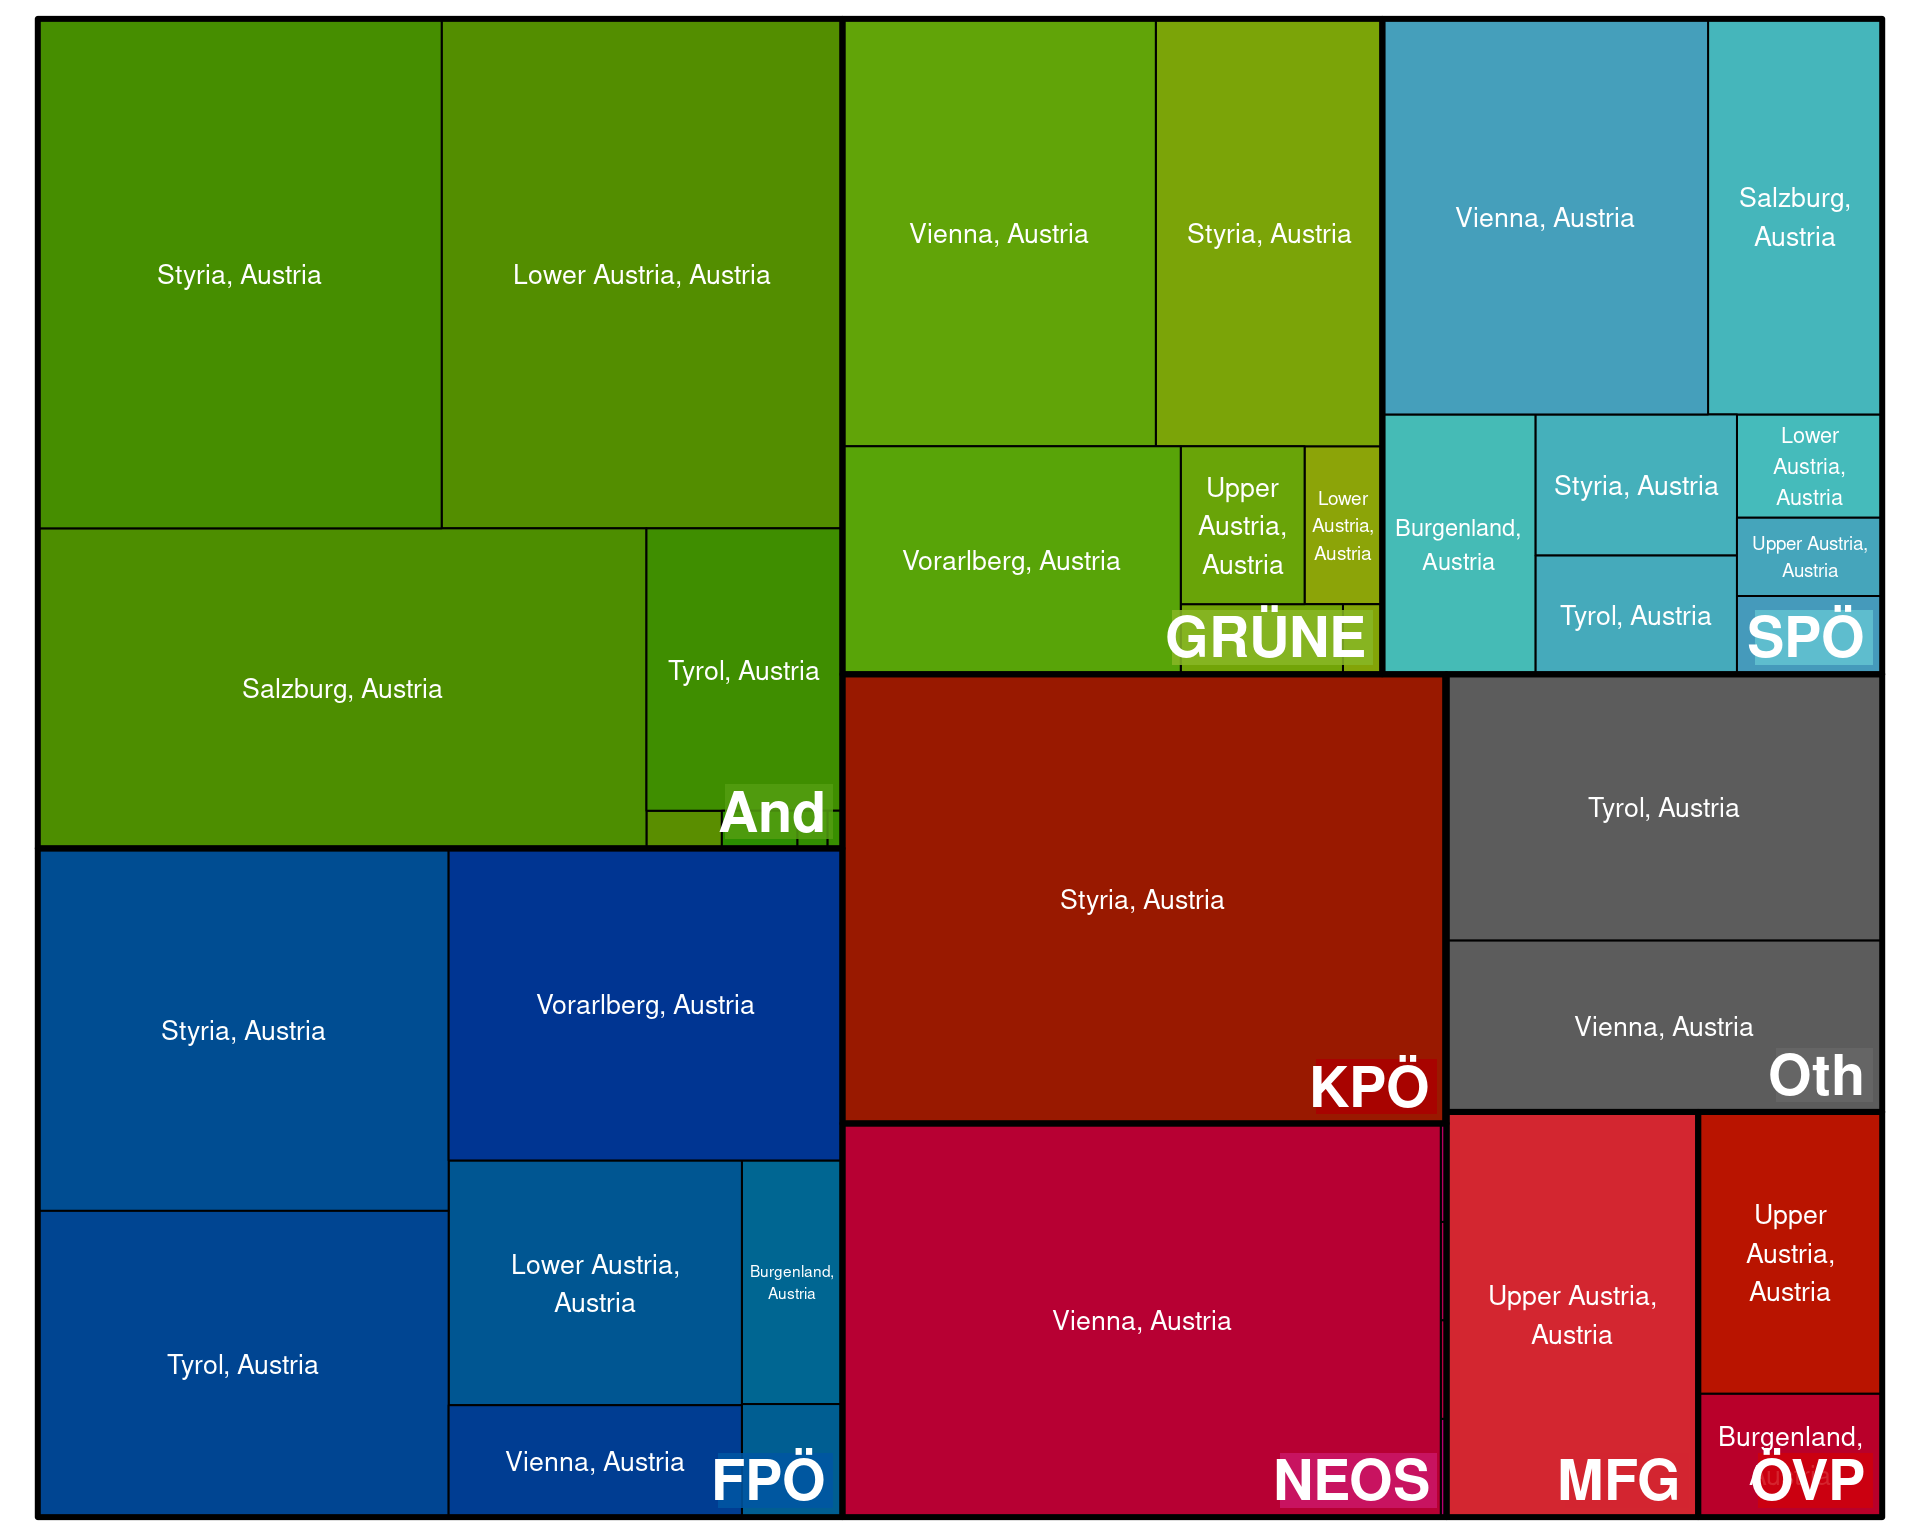 Styria, Austria
Lower Austria, Austria
Salzburg, Austria
Tyrol, Austria
And
Vienna, Austria
Styria, Austria
Vorarlberg, Austria
Upper
Austria,
Austria
Lower
Austria,
Austria
GRÜNE
Vienna, Austria
Salzburg,
Austria
Burgenland,
Austria
Styria, Austria
Tyrol, Austria
Lower
Austria,
Austria
Upper Austria,
Austria
SPÖ
Styria, Austria
Vorarlberg, Austria
Tyrol, Austria
Lower Austria,
Austria
Burgenland,
Austria
Vienna, Austria
FPÖ
Styria, Austria
KPÖ
Tyrol, Austria
Vienna, Austria
Oth
Vienna, Austria
NEOS
Upper Austria,
Austria
MFG
Upper
Austria,
Austria
Burgenland,
ÖVP